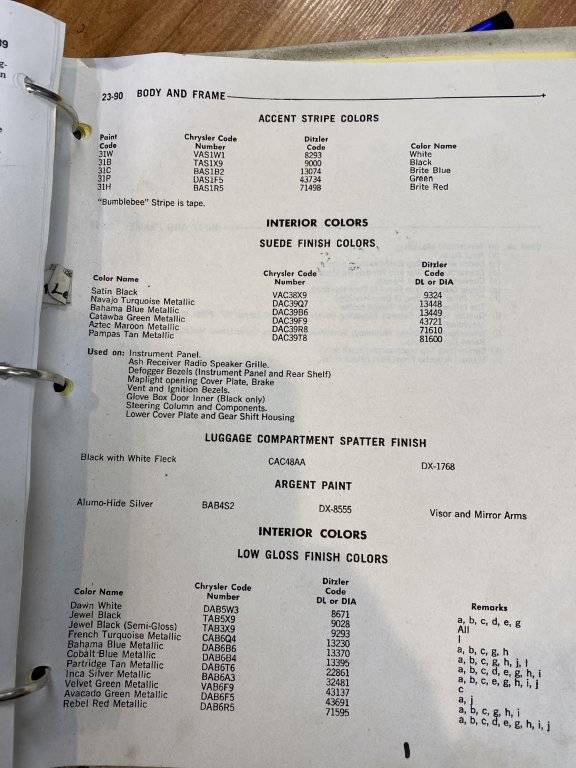 23-90 BODY AND FRAME
ACCENT STRIPE COLORS
Paint Code Chrysler Code Number Ditzler Code Color Name
31W VAS1W1 8293 White
31B TAS1X9 9000 Black
31C BAS1B2 13074 Brite Blue
31P DAS1F5 43734 Green
31H BAS1R5 71498 Brite Red
"Bumblebee" Stripe is tape.
INTERIOR COLORS
SUEDE FINISH COLORS
Color Name Chrysler Code Number Ditzler Code DL or DIA
Satin Black VAC38X9 9324
Navajo Turquoise Metallic DAC39Q7 13448
Bahama Blue Metallic DAC39B6 13449
Catawba Green Metallic DAC39F9 43721
Aztec Maroon Metallic DAC39R8 71610
Pampas Tan Metallic DAC39T8 81600
Used on: Instrument Panel.
Ash Receiver Radio Speaker Grille.
Defogger Bezels (Instrument Panel and Rear Shelf)
Maplight opening Cover Plate, Brake
Vent and Ignition Bezels.
Glove Box Door Inner (Black only)
Steering Column and Components.
Lower Cover Plate and Gear Shift Housing
LUGGAGE COMPARTMENT SPATTER FINISH
Black with White Fleck CAC48AA DX-1768
ARGENT PAINT
Alumo-Hide Silver BAB4S2 DX-8555 Visor and Mirror Arms
INTERIOR COLORS
LOW GLOSS FINISH COLORS
Color Name Chrysler Code Number Ditzler Code DL or DIA Remarks
Dawn White DAB5W3 8671 a, b, c, d, e, g
Jewel Black TAB5X9 9028 All
Jewel Black (Semi-Gloss) TAB3X9 9293 l
French Turquoise Metallic CAB6Q4 13230 a, b, c, g, h
Bahama Blue Metallic DAB6B6 13370 a, b, c, g, h, j, l
Cobalt Blue Metallic DAB6B4 13395 a, b, c, d, e, g, h, i
Partridge Tan Metallic DAB6T6 22861 a, b, c, e, g, h, i, j
Inca Silver Metallic BAB6A3 32481 c
Velvet Green Metallic VAB6F9 43137 a, j
Avacado Green Metallic DAB6F5 43691 a, b, c, g, h, i
Rebel Red Metallic DAB6R5 71595 a, b, c, d, e, g, h, i, j